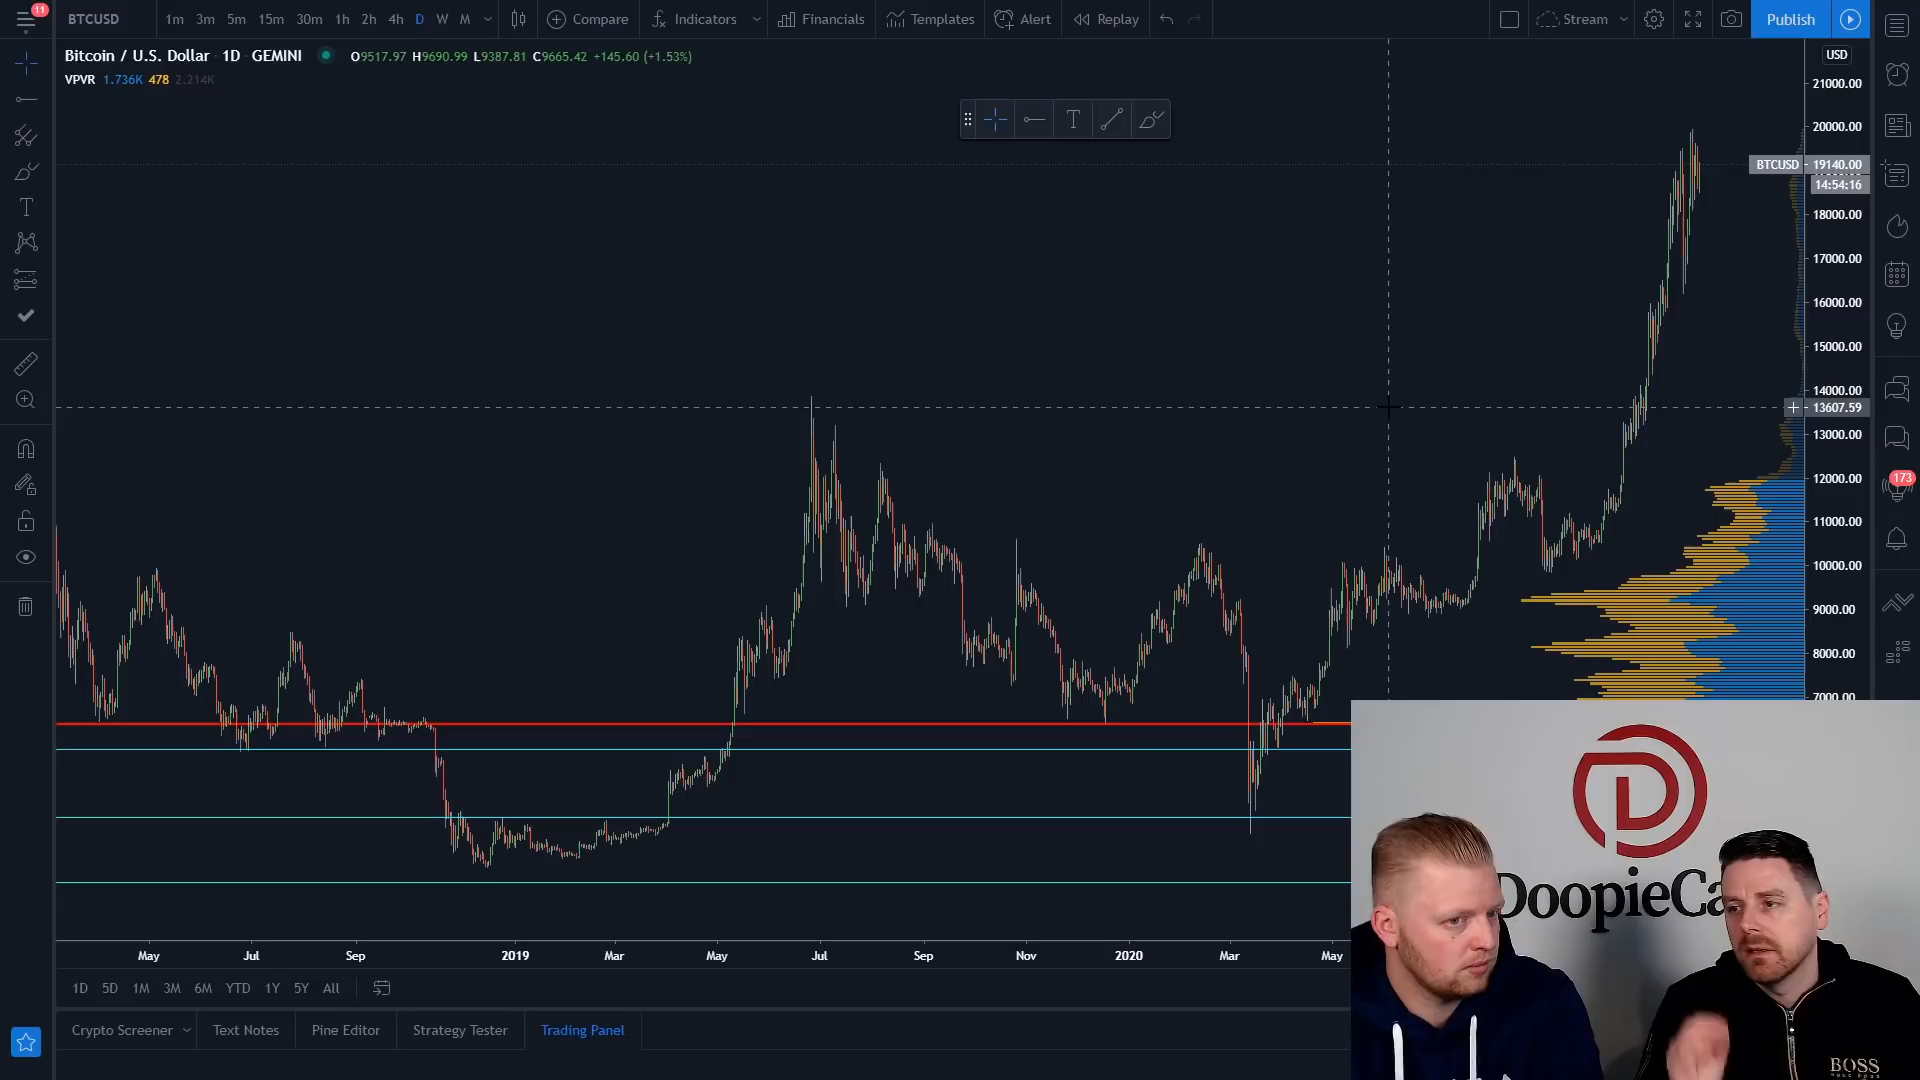 11
BTCUSD 1m 3m 5m 15m 30m 1h 2h 4h D W M Compare Indicators Financials Templates Alert Replay Stream Publish
Bitcoin / U.S. Dollar 1D GEMINI O9517.97 H9690.99 L9387.81 C9665.42 +145.60 (+1.53%)
VPVR 1.736K 478 2.214K
USD
21000.00
20000.00
BTCUSD 19140.00
14:54:16
18000.00
17000.00
16000.00
15000.00
14000.00
13607.59
13000.00
12000.00
11000.00
10000.00
9000.00
8000.00
7000.00
173
May Jul Sep 2019 Mar May Jul Sep Nov 2020 Mar May
1D 5D 1M 3M 6M YTD 1Y 5Y All
Crypto Screener Text Notes Pine Editor Strategy Tester Trading Panel
DoopieCa
BOSS